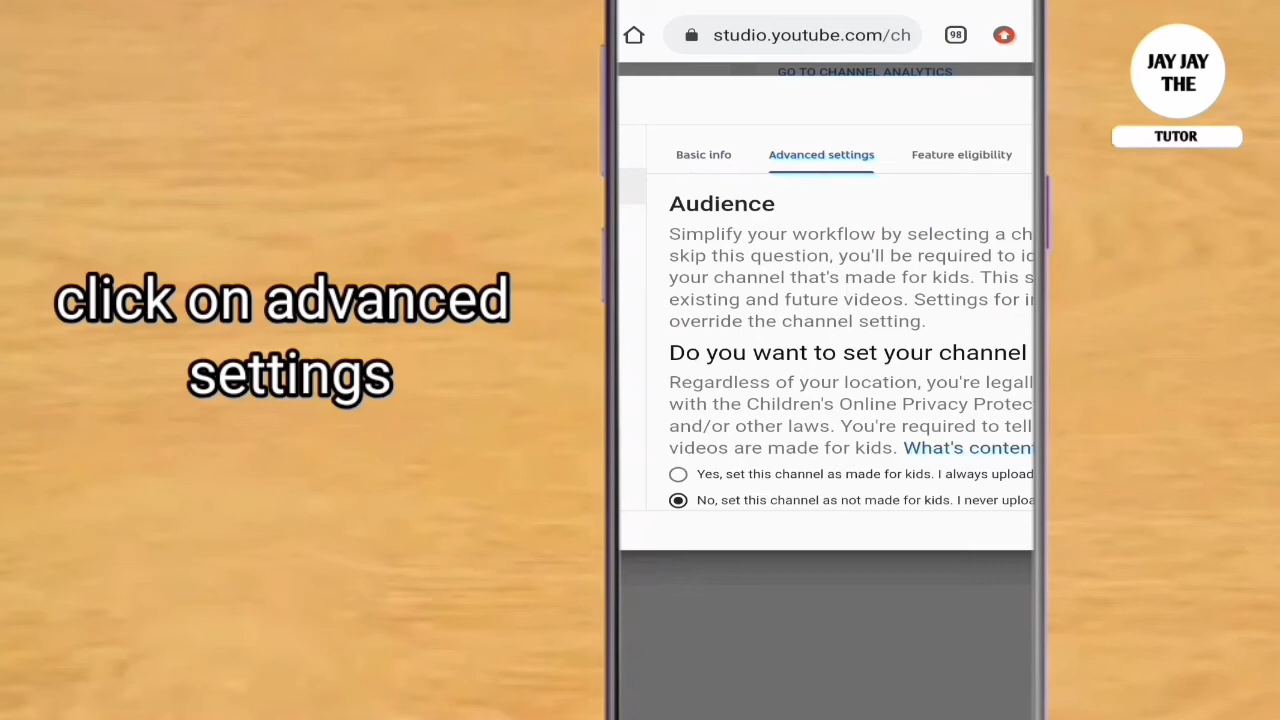 studio.youtube.com/ch
98
GO TO CHANNEL ANALYTICS
JAY JAY
THE
TUTOR
Basic info
Advanced settings
Feature eligibility
Audience
Simplify your workflow by selecting a ch
skip this question, you'll be required to id
your channel that's made for kids. This s
existing and future videos. Settings for i
override the channel setting.
Do you want to set your channel
Regardless of your location, you're legall
with the Children's Online Privacy Protec
and/or other laws. You're required to tell
videos are made for kids. What's conten
Yes, set this channel as made for kids. I always upload
No, set this channel as not made for kids. I never uploa
click on advanced
settings